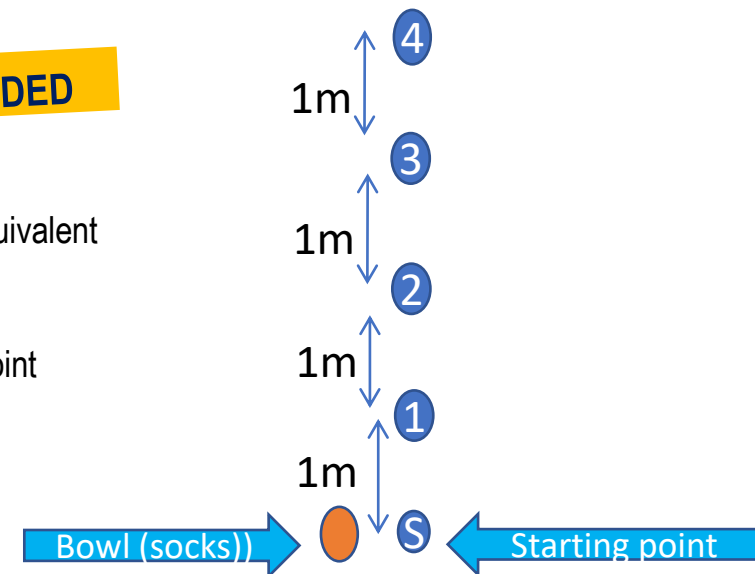 DED
uivalent
oint
4
1m
3
1m
2
1m
1
1m
Bowl (socks))
S
Starting point